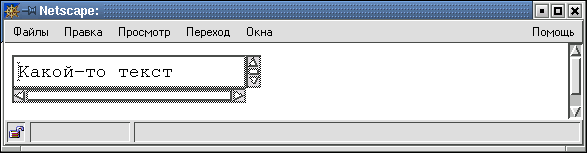 Netscape:
Файлы Правка Просмотр Переход Окна Помощь
Какой-то текст